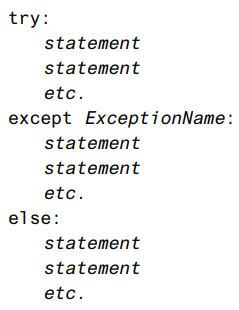 try:
    statement
    statement
    etc.
except ExceptionName:
    statement
    statement
    etc.
else:
    statement
    statement
    etc.